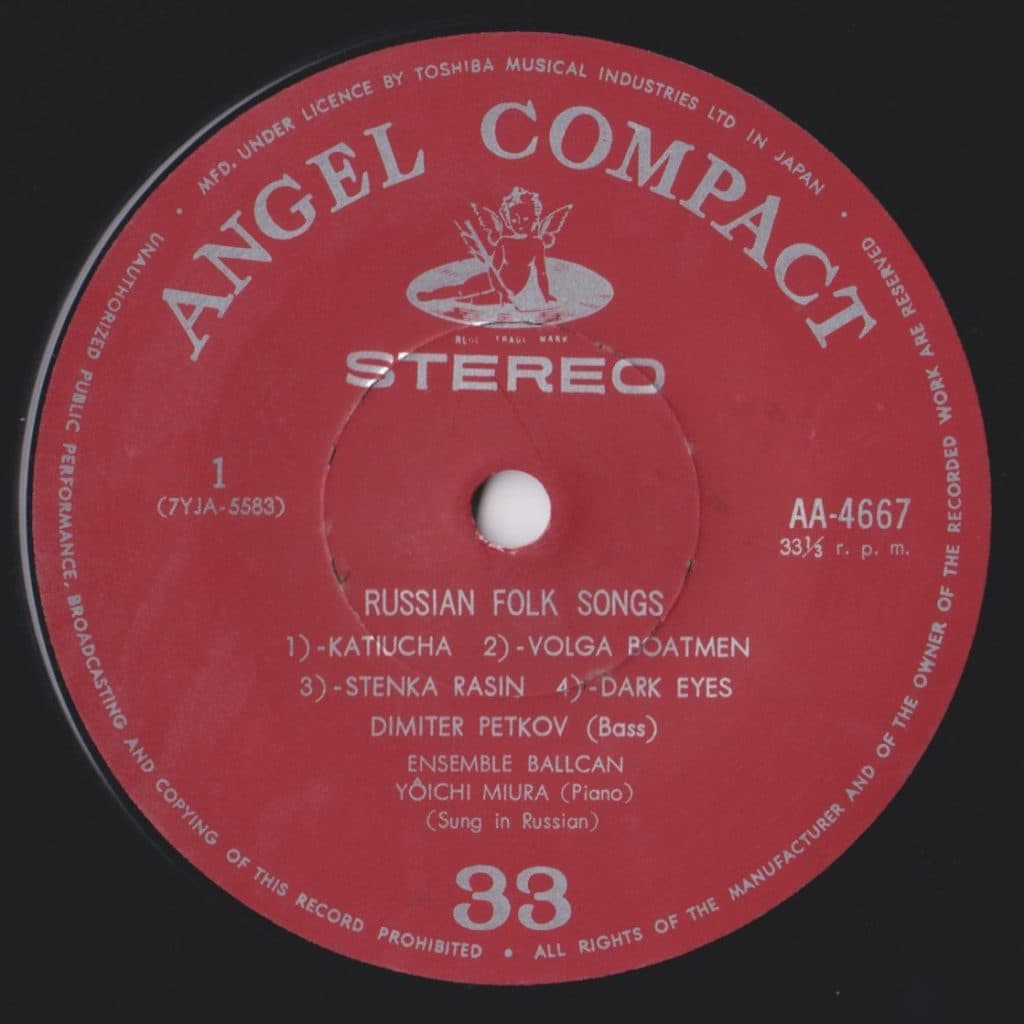 MFD. UNDER LICENCE BY TOSHIBA MUSICAL INDUSTRIES LTD IN JAPAN
ANGEL COMPACT
REG. TRADE MARK
STEREO
1
(7YJA-5583)
AA-4667
33⅓ r. p. m.
RUSSIAN FOLK SONGS
1)-KATIUCHA 2)-VOLGA BOATMEN
3)-STENKA RASIN 4)-DARK EYES
DIMITER PETKOV (Bass)
ENSEMBLE BALLCAN
YÔICHI MIURA (Piano)
(Sung in Russian)
33
UNAUTHORIZED PUBLIC PERFORMANCE, BROADCASTING AND COPYING OF THIS RECORD PROHIBITED • ALL RIGHTS OF THE MANUFACTURER AND OF THE OWNER OF THE RECORDED WORK ARE RESERVED